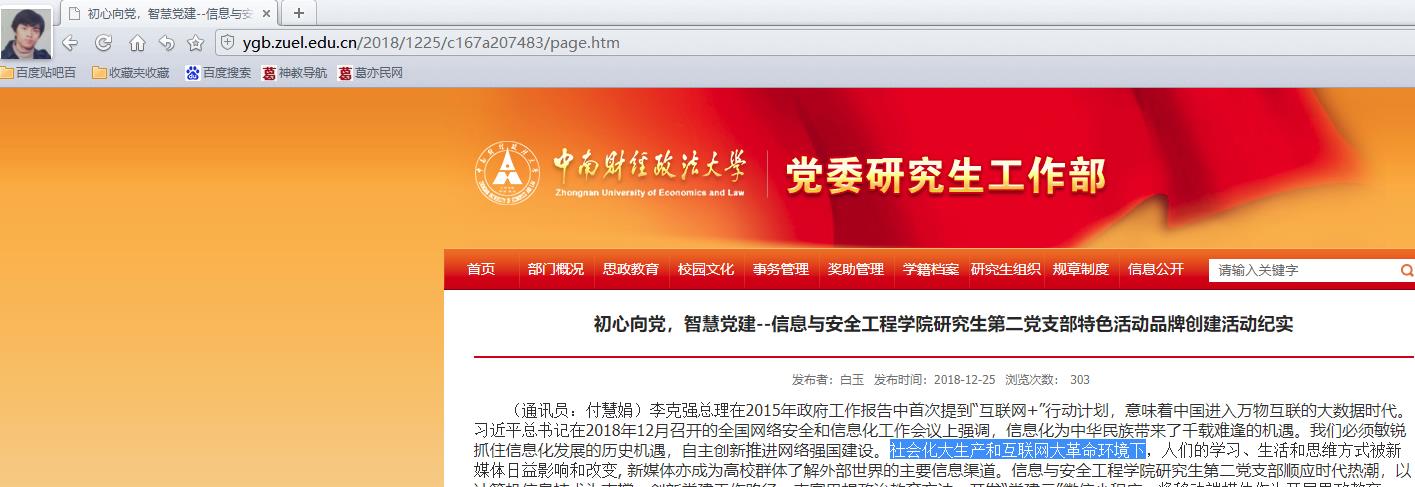 初心向党，智慧党建--信息与安
ygb.zuel.edu.cn/2018/1225/c167a207483/page.htm
百度贴吧百 收藏夹收藏 百度搜索 葛 神教导航 葛 葛亦民网
中南财经政法大学
Zhongnan University of Economics and Law
党委研究生工作部
首页 部门概况 思政教育 校园文化 事务管理 奖助管理 学籍档案 研究生组织 规章制度 信息公开 请输入关键字
初心向党，智慧党建--信息与安全工程学院研究生第二党支部特色活动品牌创建活动纪实
发布者：白玉 发布时间：2018-12-25 浏览次数： 303
（通讯员：付慧娟）李克强总理在2015年政府工作报告中首次提到“互联网+”行动计划，意味着中国进入万物互联的大数据时代。
习近平总书记在2018年12月召开的全国网络安全和信息化工作会议上强调，信息化为中华民族带来了千载难逢的机遇。我们必须敏锐
抓住信息化发展的历史机遇，自主创新推进网络强国建设。社会化大生产和互联网大革命环境下，人们的学习、生活和思维方式被新
媒体日益影响和改变, 新媒体亦成为高校群体了解外部世界的主要信息渠道。信息与安全工程学院研究生第二党支部顺应时代热潮，以